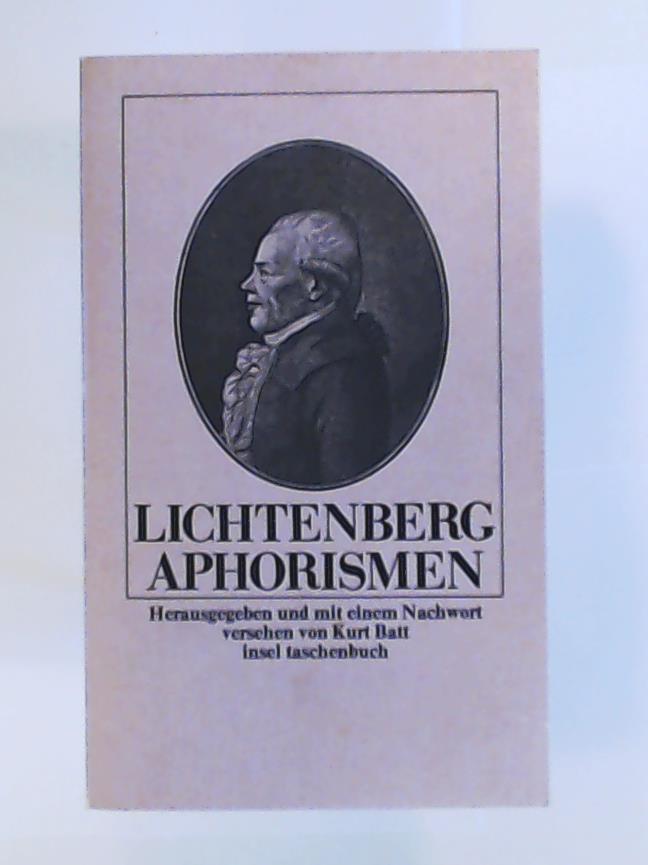 LICHTENBERG
APHORISMEN
Herausgegeben und mit einem Nachwort
versehen von Kurt Batt
insel taschenbuch